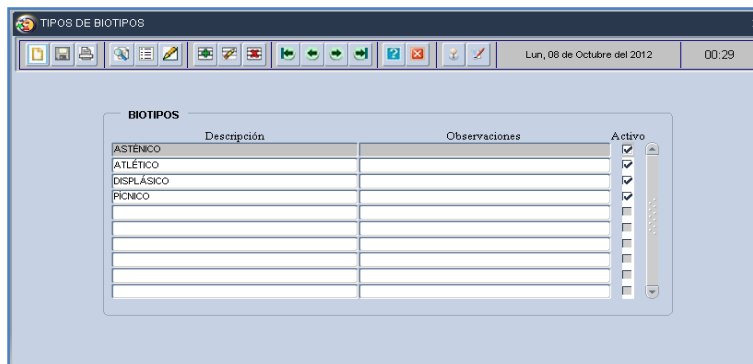 TIPOS DE BIOTIPOS
Lun, 08 de Octubre del 2012 00:29
BIOTIPOS
Descripción Observaciones Activo
ASTÉNICO
ATLÉTICO
DISPLÁSICO
PÍCNICO